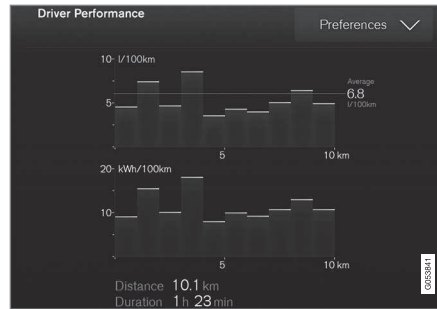 Driver Performance
Preferences
10- l/100km
Average
6.8
l/100km
5-
5
10 km
20- kWh/100km
10-
5
10 km
Distance 10.1 km
Duration 1 h 23 min
G053841